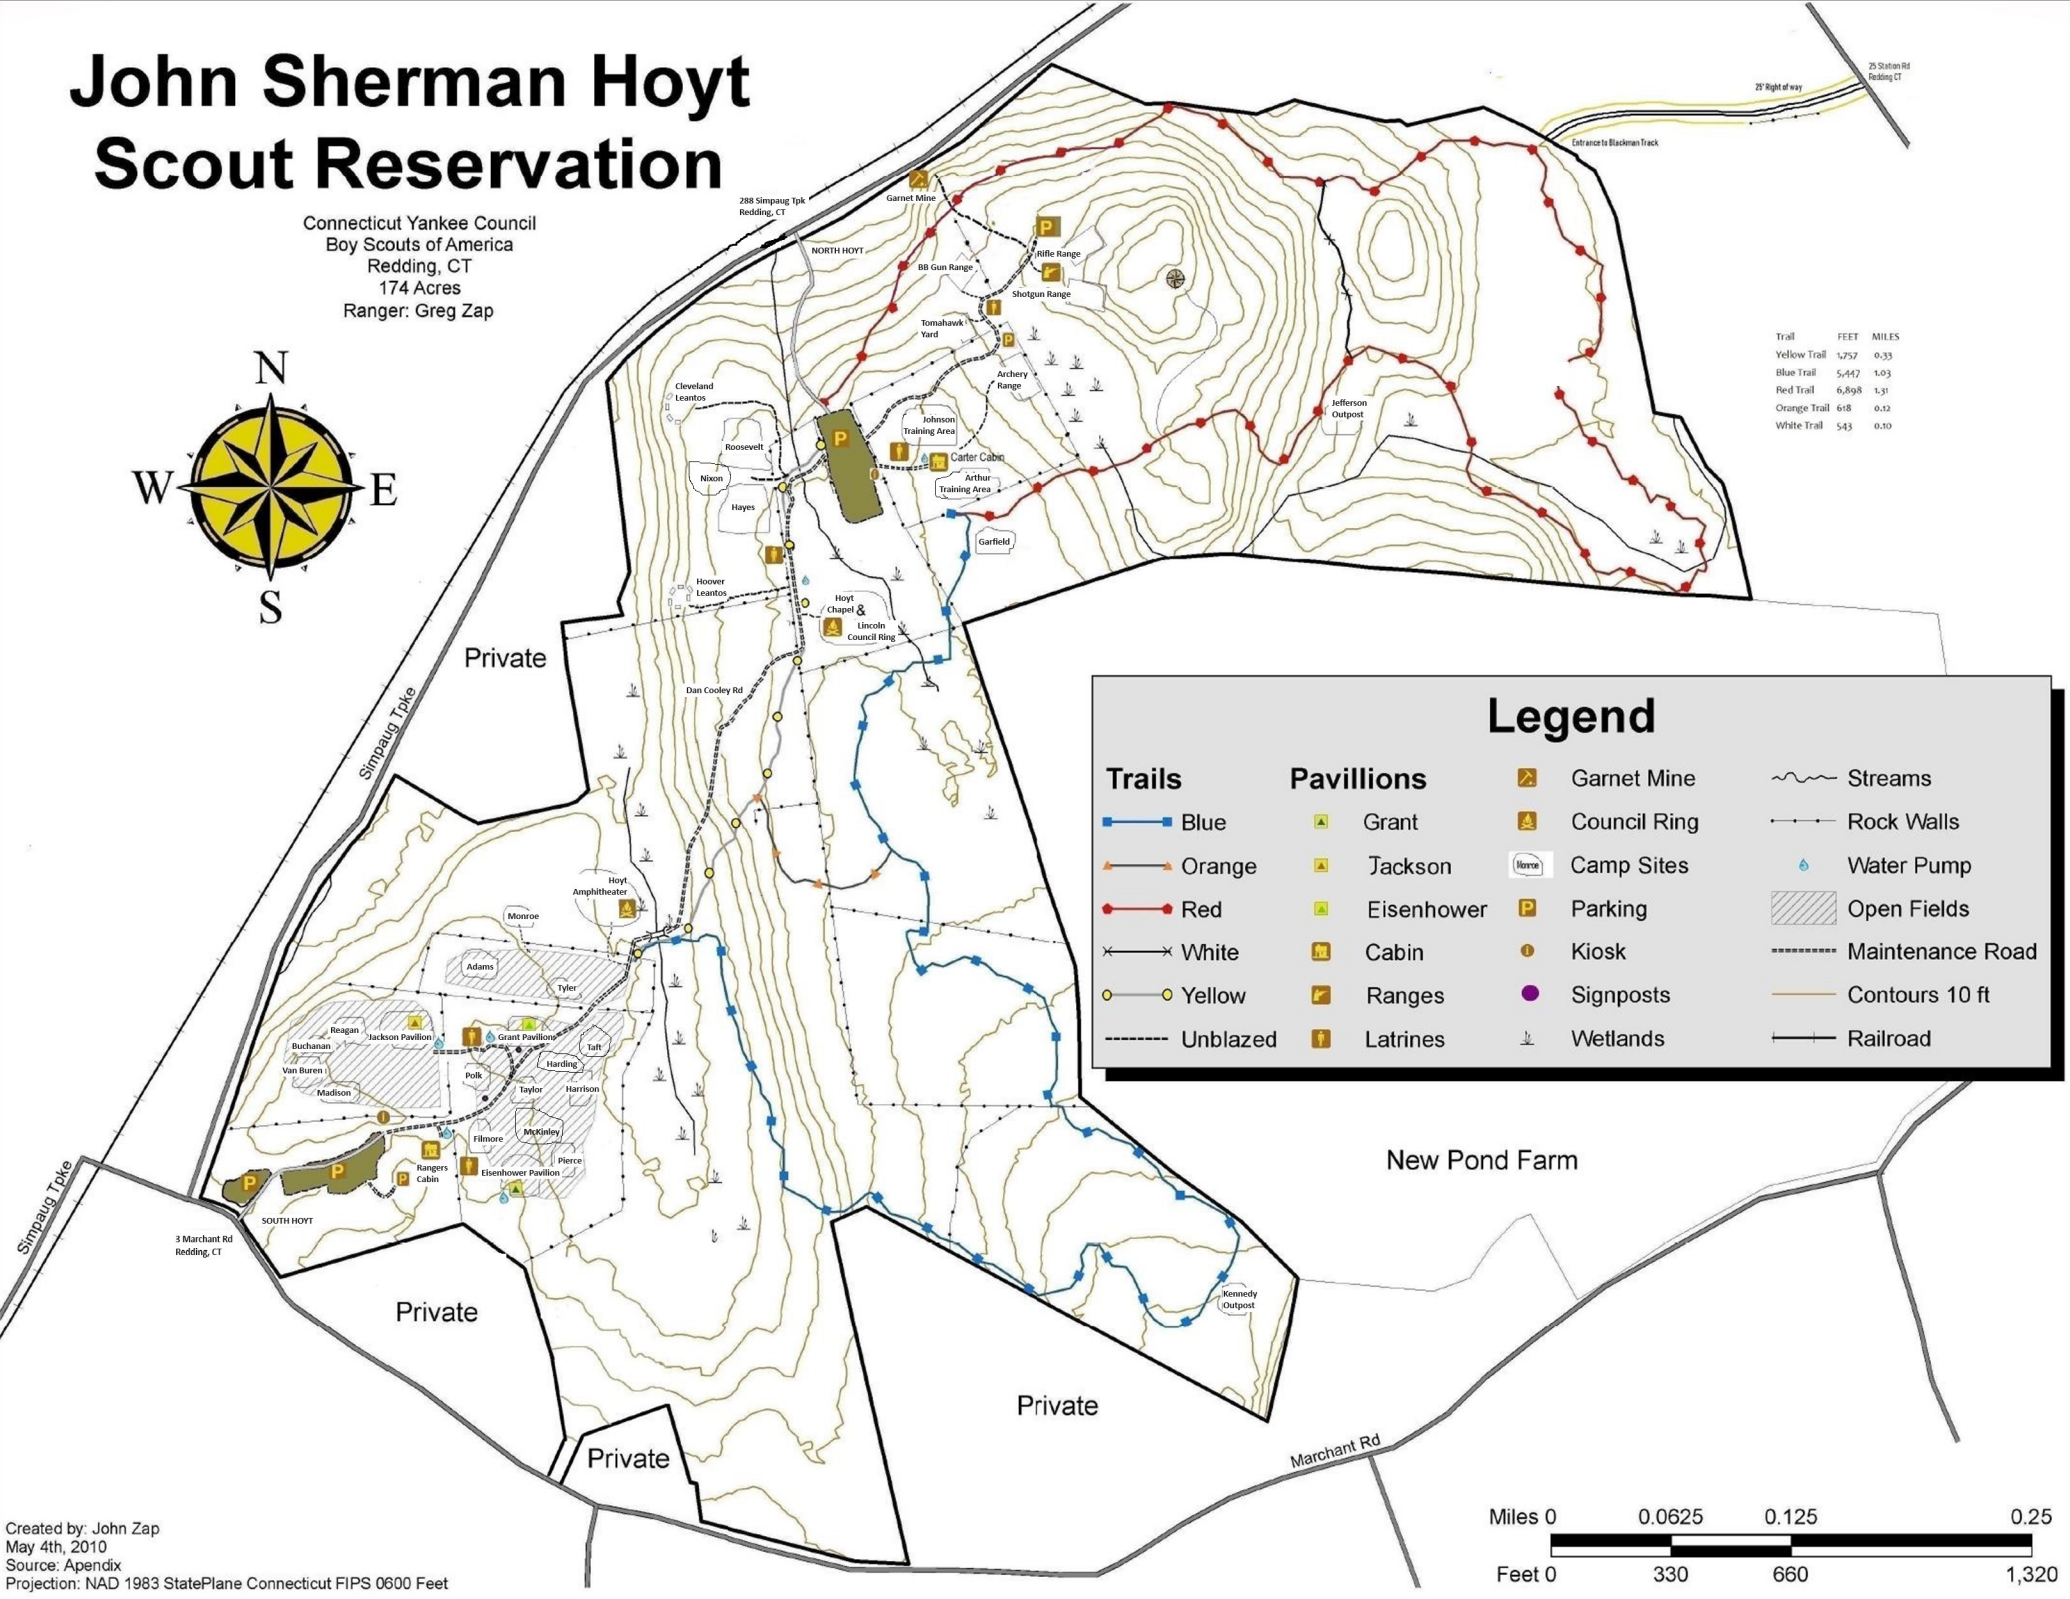 John Sherman Hoyt
Scout Reservation
Connecticut Yankee Council
Boy Scouts of America
Redding, CT
174 Acres
Ranger: Greg Zap
N
W
E
S
25 Station Rd
Redding CT
25' Right of way
Entrance to Blackman Track
288 Simpaug Tpk
Redding, CT
NORTH HOYT
Garnet Mine
P
Rifle Range
BB Gun Range
Shotgun Range
Tomahawk
Yard
P
Archery
Range
Cleveland
Leantos
Johnson
Training Area
P
Roosevelt
Carter Cabin
Nixon
Arthur
Training Area
Hayes
Garfield
Jefferson
Outpost
Hoover
Leantos
Hoyt
Chapel &
Lincoln
Council Ring
Trail FEET MILES
Yellow Trail 1,757 0.33
Blue Trail 5,447 1.03
Red Trail 6,898 1.31
Orange Trail 618 0.12
White Trail 543 0.10
Private
Dan Cooley Rd
Simpaug Tpke
Legend
Trails
Blue
Orange
Red
White
Yellow
Unblazed
Pavillions
Grant
Jackson
Eisenhower
Cabin
Ranges
Latrines
Garnet Mine
Council Ring
Monroe
Camp Sites
P
Parking
Kiosk
Signposts
Wetlands
Streams
Rock Walls
Water Pump
Open Fields
Maintenance Road
Contours 10 ft
Railroad
Hoyt
Amphitheater
Monroe
Adams
Tyler
Reagan
Jackson Pavilion
Grant Pavilions
Buchanan
Taft
Van Buren
Harding
Polk
Madison
Taylor
Harrison
McKinley
Filmore
Pierce
Rangers
Cabin
Eisenhower Pavilion
P
P
P
SOUTH HOYT
Simpaug Tpke
3 Marchant Rd
Redding, CT
Private
Private
Private
Kennedy
Outpost
New Pond Farm
Marchant Rd
Miles 0 0.0625 0.125 0.25
Feet 0 330 660 1,320
Created by: John Zap
May 4th, 2010
Source: Apendix
Projection: NAD 1983 StatePlane Connecticut FIPS 0600 Feet